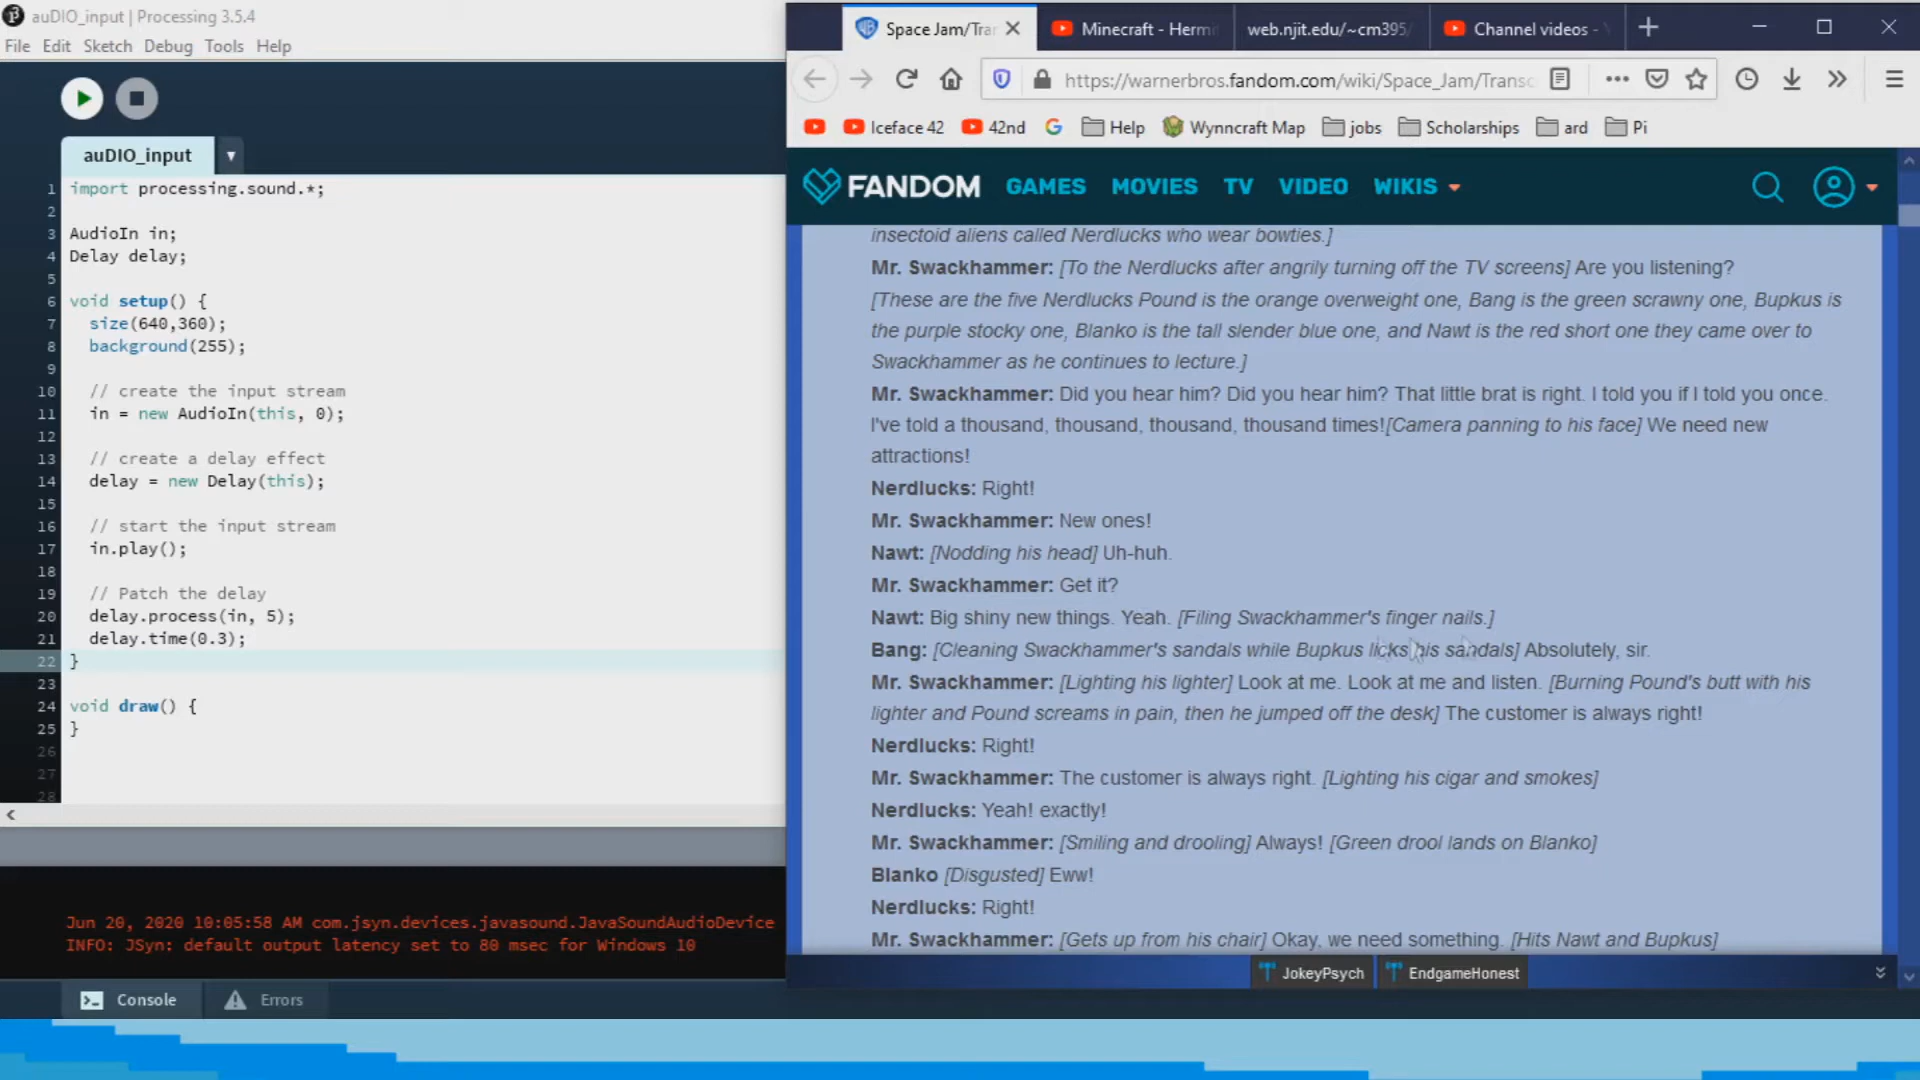 auDIO_input | Processing 3.5.4
File Edit Sketch Debug Tools Help
auDIO_input
1 import processing.sound.*;
2
3 AudioIn in;
4 Delay delay;
5
6 void setup() {
7 size(640,360);
8 background(255);
9
10 // create the input stream
11 in = new AudioIn(this, 0);
12
13 // create a delay effect
14 delay = new Delay(this);
15
16 // start the input stream
17 in.play();
18
19 // Patch the delay
20 delay.process(in, 5);
21 delay.time(0.3);
22 }
23
24 void draw() {
25 }
26
27
28
Jun 20, 2020 10:05:58 AM com.jsyn.devices.javasound.JavaSoundAudioDevice
INFO: JSyn: default output latency set to 80 msec for Windows 10
Console Errors
Space Jam/Tra Minecraft - Hermi web.njit.edu/~cm395/ Channel videos -
https://warnerbros.fandom.com/wiki/Space_Jam/Transc
Iceface 42 42nd Help Wynncraft Map jobs Scholarships ard Pi
FANDOM GAMES MOVIES TV VIDEO WIKIS
insectoid aliens called Nerdlucks who wear bowties.]
Mr. Swackhammer: [To the Nerdlucks after angrily turning off the TV screens] Are you listening?
[These are the five Nerdlucks Pound is the orange overweight one, Bang is the green scrawny one, Bupkus is
the purple stocky one, Blanko is the tall slender blue one, and Nawt is the red short one they came over to
Swackhammer as he continues to lecture.]
Mr. Swackhammer: Did you hear him? Did you hear him? That little brat is right. I told you if I told you once.
I've told a thousand, thousand, thousand, thousand times![Camera panning to his face] We need new
attractions!
Nerdlucks: Right!
Mr. Swackhammer: New ones!
Nawt: [Nodding his head] Uh-huh.
Mr. Swackhammer: Get it?
Nawt: Big shiny new things. Yeah. [Filing Swackhammer's finger nails.]
Bang: [Cleaning Swackhammer's sandals while Bupkus licks his sandals] Absolutely, sir.
Mr. Swackhammer: [Lighting his lighter] Look at me. Look at me and listen. [Burning Pound's butt with his
lighter and Pound screams in pain, then he jumped off the desk] The customer is always right!
Nerdlucks: Right!
Mr. Swackhammer: The customer is always right. [Lighting his cigar and smokes]
Nerdlucks: Yeah! exactly!
Mr. Swackhammer: [Smiling and drooling] Always! [Green drool lands on Blanko]
Blanko [Disgusted] Eww!
Nerdlucks: Right!
Mr. Swackhammer: [Gets up from his chair] Okay, we need something. [Hits Nawt and Bupkus]
JokeyPsych EndgameHonest